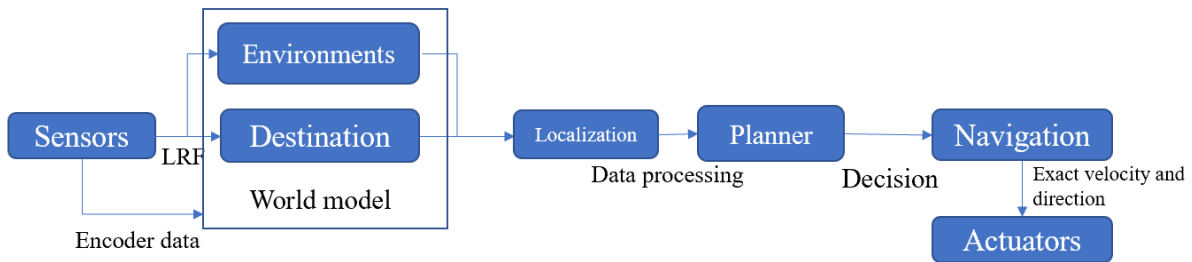 Environments
Sensors
LRF
Destination
World model
Encoder data
Localization
Data processing
Planner
Decision
Navigation
Exact velocity and
direction
Actuators